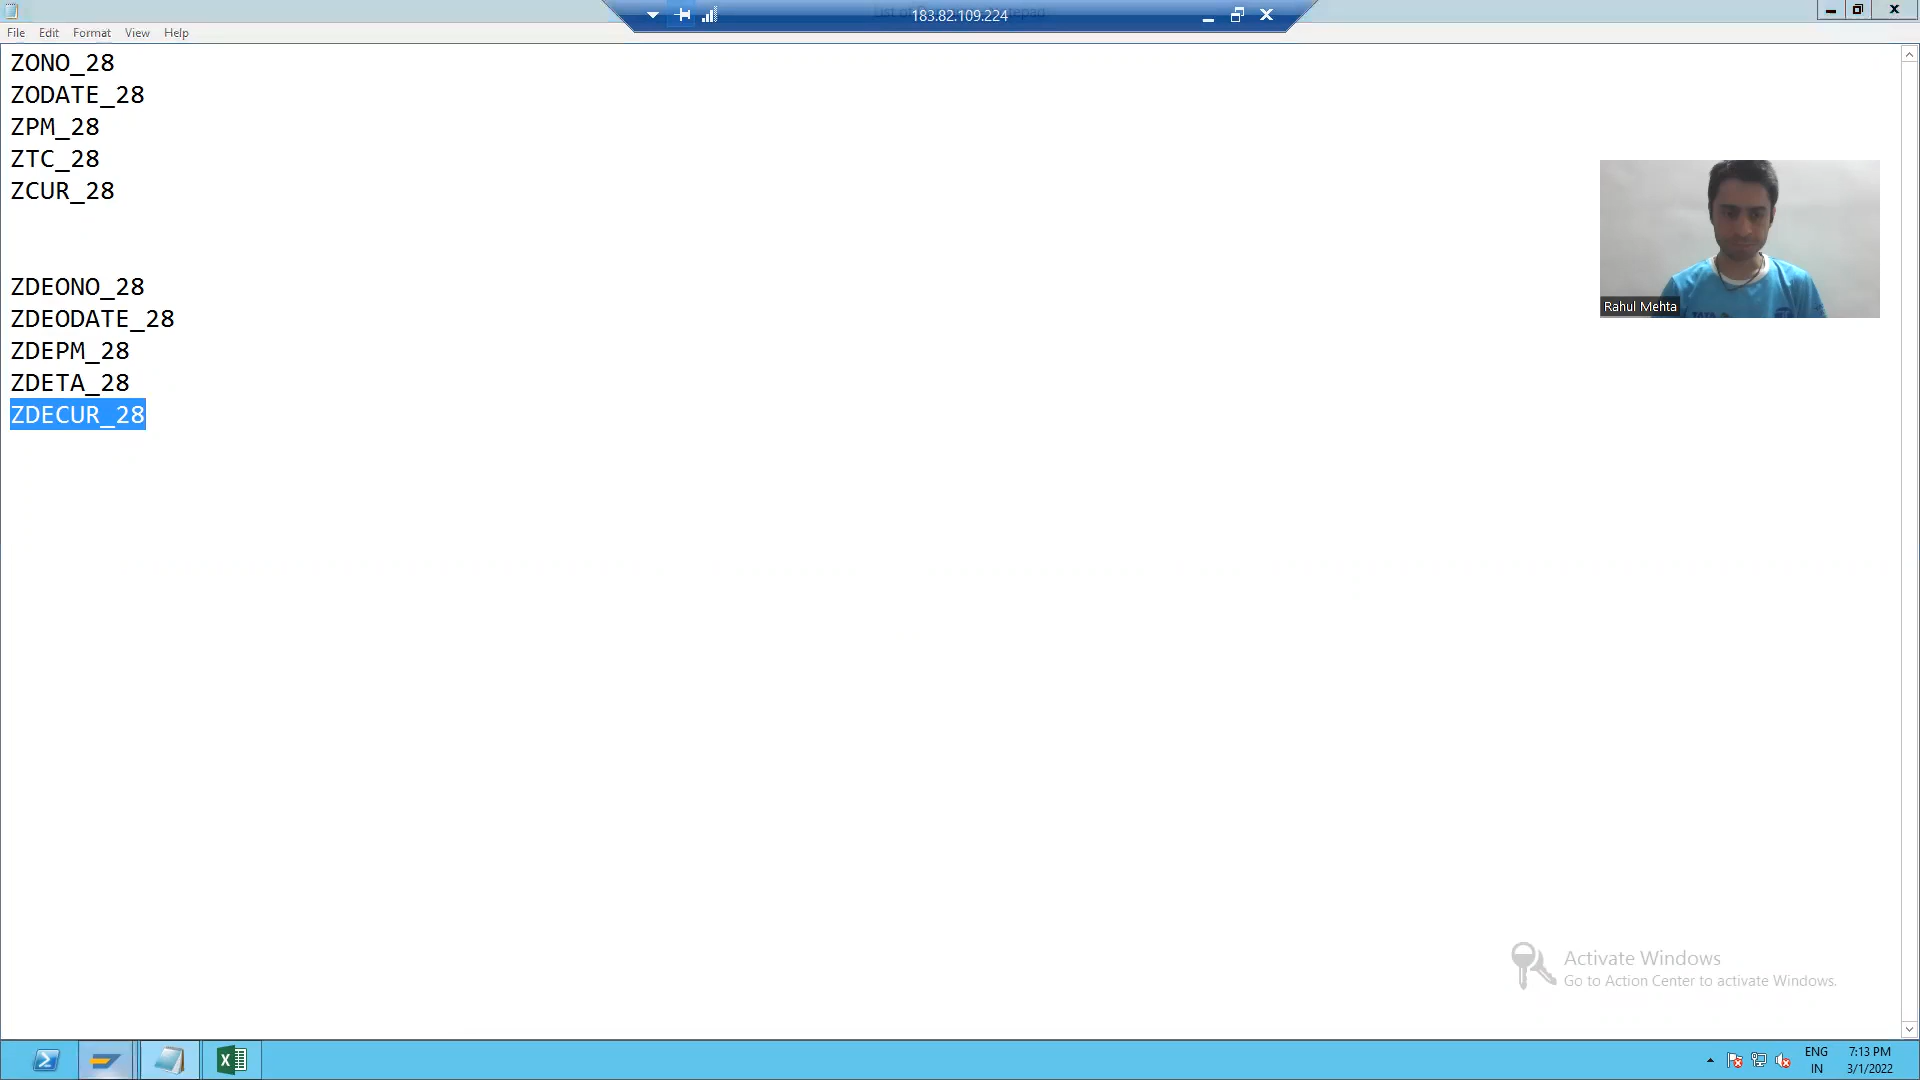 183.82.109.224
File Edit Format View Help
ZONO_28
ZODATE_28
ZPM_28
ZTC_28
ZCUR_28
ZDEONO_28
ZDEODATE_28
ZDEPM_28
ZDETA_28
ZDECUR_28
Rahul Mehta
Activate Windows
Go to Action Center to activate Windows.
ENG 7:13 PM
IN 3/1/2022